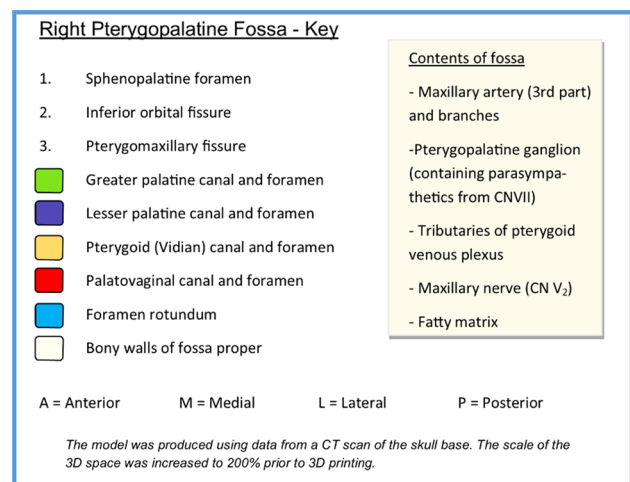 Right Pterygopalatine Fossa - Key
1. Sphenopalatine foramen
2. Inferior orbital fissure
3. Pterygomaxillary fissure
Greater palatine canal and foramen
Lesser palatine canal and foramen
Pterygoid (Vidian) canal and foramen
Palatovaginal canal and foramen
Foramen rotundum
Bony walls of fossa proper
Contents of fossa
- Maxillary artery (3rd part)
and branches
-Pterygopalatine ganglion
(containing parasympa-
thetics from CNVII)
- Tributaries of pterygoid
venous plexus
- Maxillary nerve (CN V₂)
- Fatty matrix
A = Anterior M = Medial L = Lateral P = Posterior
The model was produced using data from a CT scan of the skull base. The scale of the
3D space was increased to 200% prior to 3D printing.